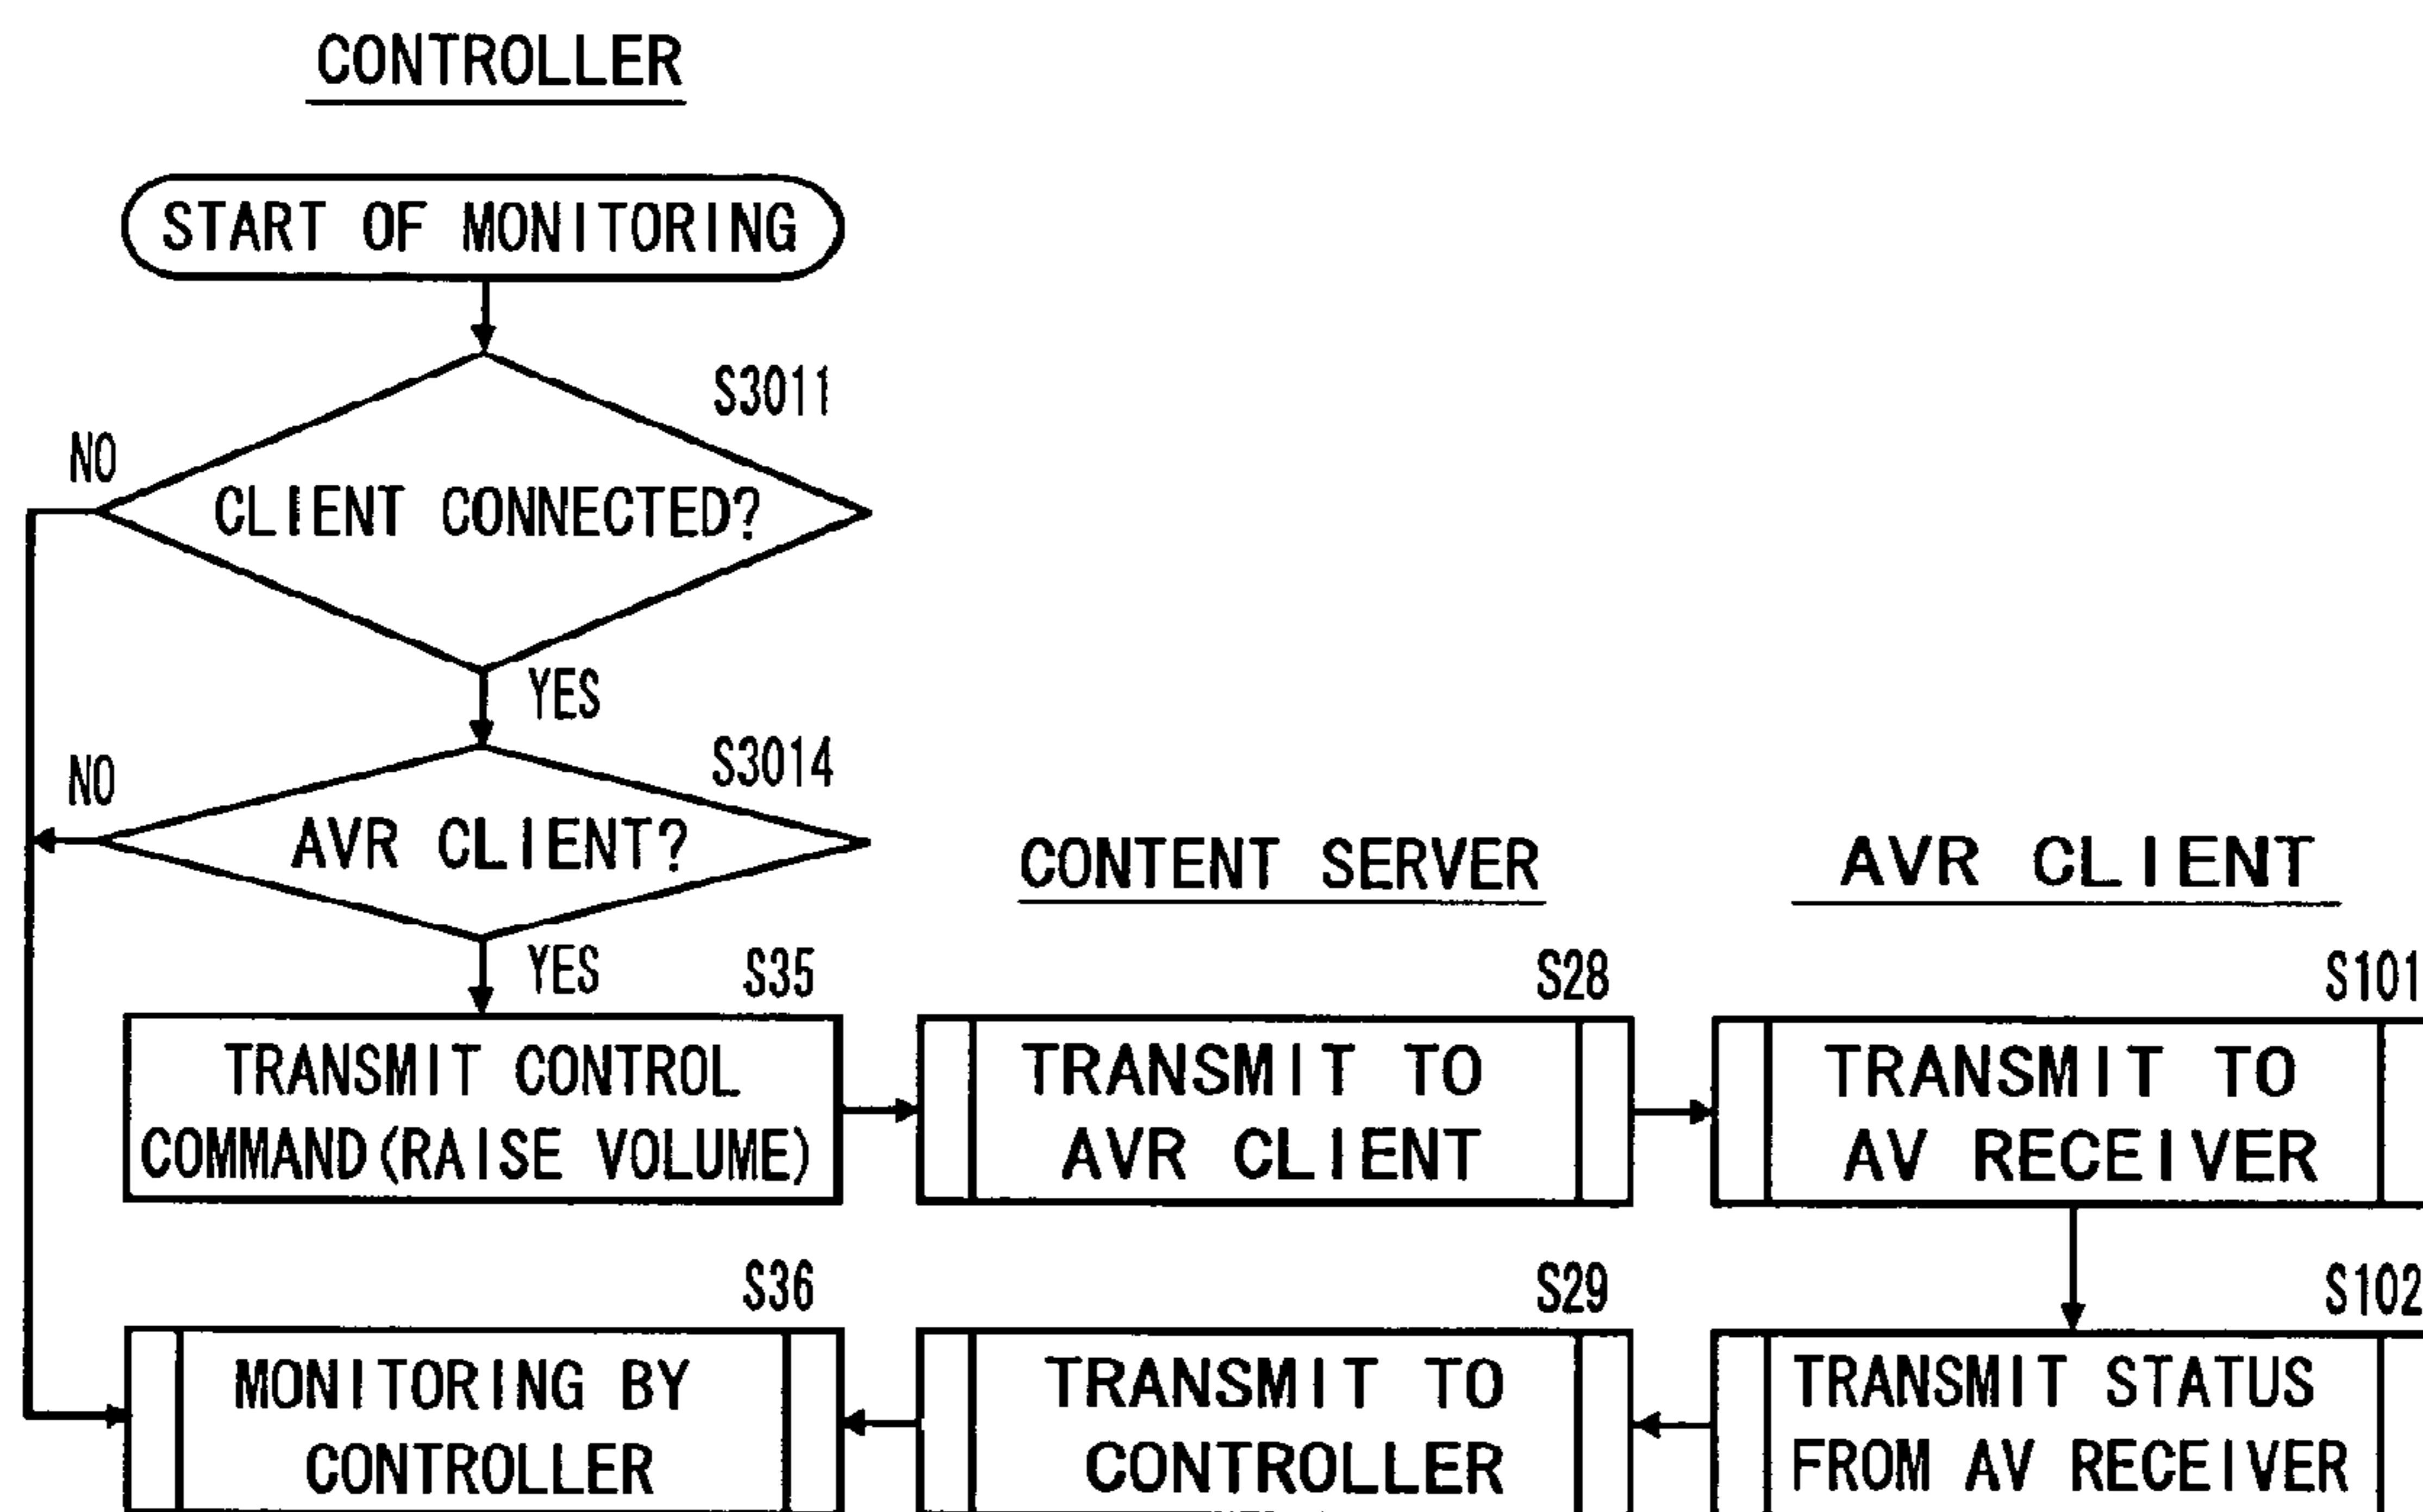 CONTROLLER
START OF MONITORING
S3011
NO
CLIENT CONNECTED?
YES
S3014
NO
AVR CLIENT?
YES
CONTENT SERVER
AVR CLIENT
S35
TRANSMIT CONTROL
COMMAND(RAISE VOLUME)
S28
TRANSMIT TO
AVR CLIENT
S101
TRANSMIT TO
AV RECEIVER
S36
MONITORING BY
CONTROLLER
S29
TRANSMIT TO
CONTROLLER
S102
TRANSMIT STATUS
FROM AV RECEIVER